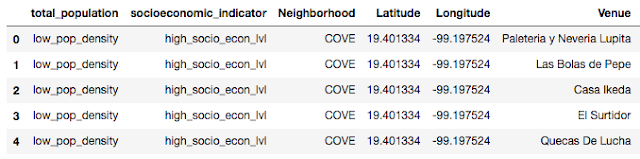 total_population socioeconomic_indicator Neighborhood Latitude Longitude Venue
0 low_pop_density high_socio_econ_lvl COVE 19.401334 -99.197524 Paleteria y Neveria Lupita
1 low_pop_density high_socio_econ_lvl COVE 19.401334 -99.197524 Las Bolas de Pepe
2 low_pop_density high_socio_econ_lvl COVE 19.401334 -99.197524 Casa Ikeda
3 low_pop_density high_socio_econ_lvl COVE 19.401334 -99.197524 El Surtidor
4 low_pop_density high_socio_econ_lvl COVE 19.401334 -99.197524 Quecas De Lucha